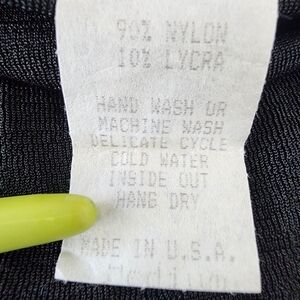 90% NYLON
10% LYCRA
HAND WASH OR
MACHINE WASH
DELICATE CYCLE
COLD WATER
INSIDE OUT
HANG DRY
MADE IN U.S.A.